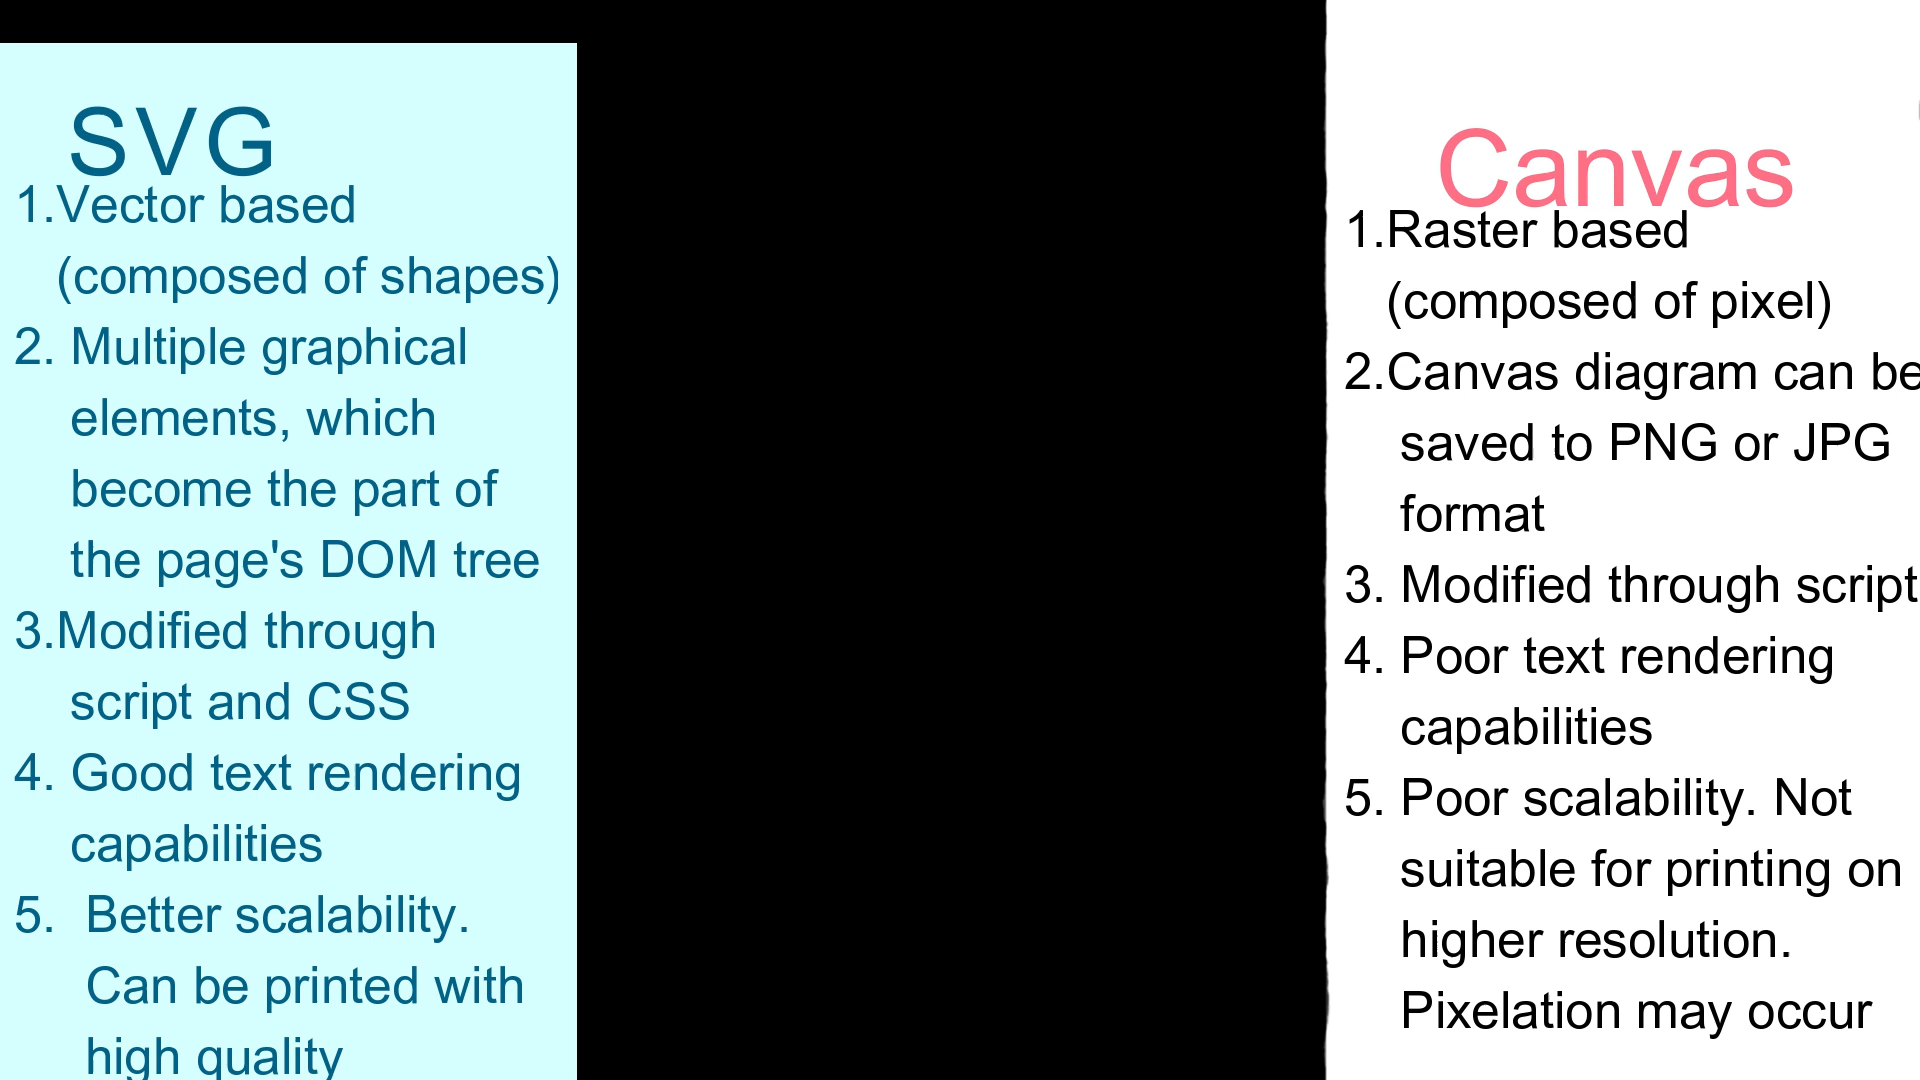 SVG
1.Vector based
(composed of shapes)
2. Multiple graphical
elements, which
become the part of
the page's DOM tree
3.Modified through
script and CSS
4. Good text rendering
capabilities
5. Better scalability.
Can be printed with
high quality
Canvas
1.Raster based
(composed of pixel)
2.Canvas diagram can be
saved to PNG or JPG
format
3. Modified through script
4. Poor text rendering
capabilities
5. Poor scalability. Not
suitable for printing on
higher resolution.
Pixelation may occur